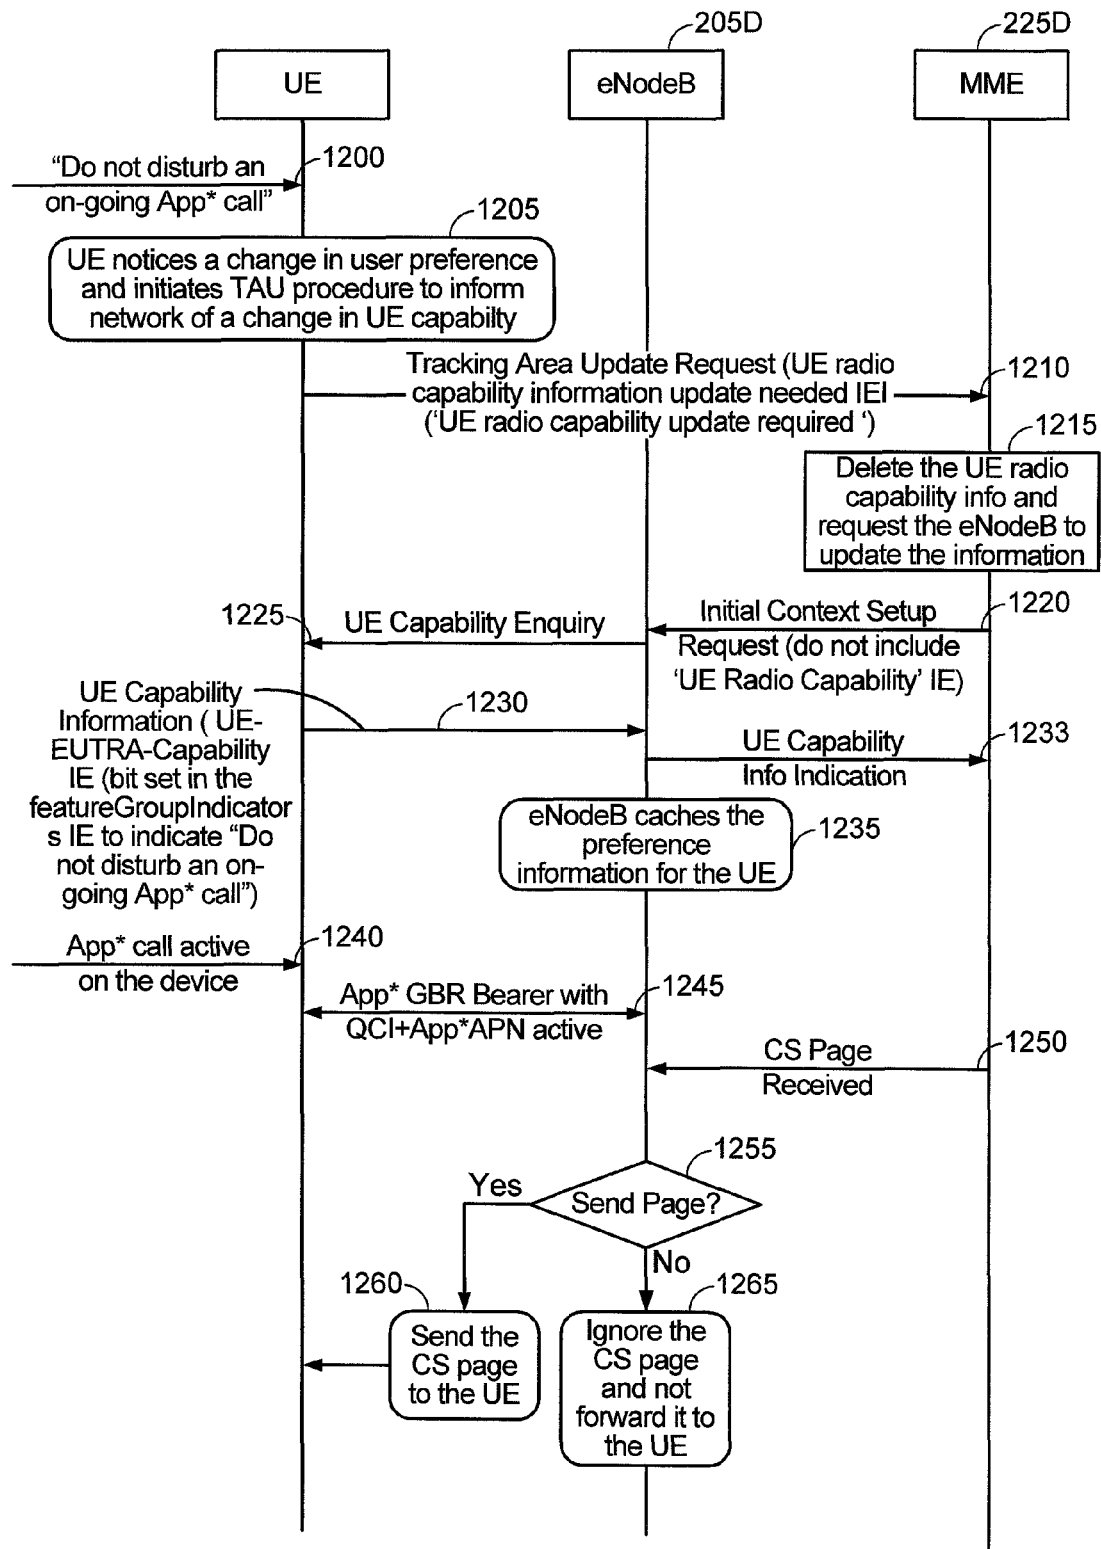 205D
225D
UE
eNodeB
MME
"Do not disturb an
on-going App* call"
1200
1205
UE notices a change in user preference
and initiates TAU procedure to inform
network of a change in UE capabilty
Tracking Area Update Request (UE radio
capability information update needed IEI
('UE radio capability update required ')
1210
1215
Delete the UE radio
capability info and
request the eNodeB to
update the information
1220
Initial Context Setup
Request (do not include
'UE Radio Capability' IE)
1225
UE Capability Enquiry
UE Capability
Information ( UE-
EUTRA-Capability
IE (bit set in the
featureGroupIndicator
s IE to indicate "Do
not disturb an on-
going App* call")
1230
UE Capability
Info Indication
1233
eNodeB caches the
preference
information for the UE
1235
App* call active
on the device
1240
App* GBR Bearer with
QCI+App*APN active
1245
CS Page
Received
1250
1255
Send Page?
Yes
No
1260
Send the
CS page
to the UE
1265
Ignore the
CS page
and not
forward it to
the UE